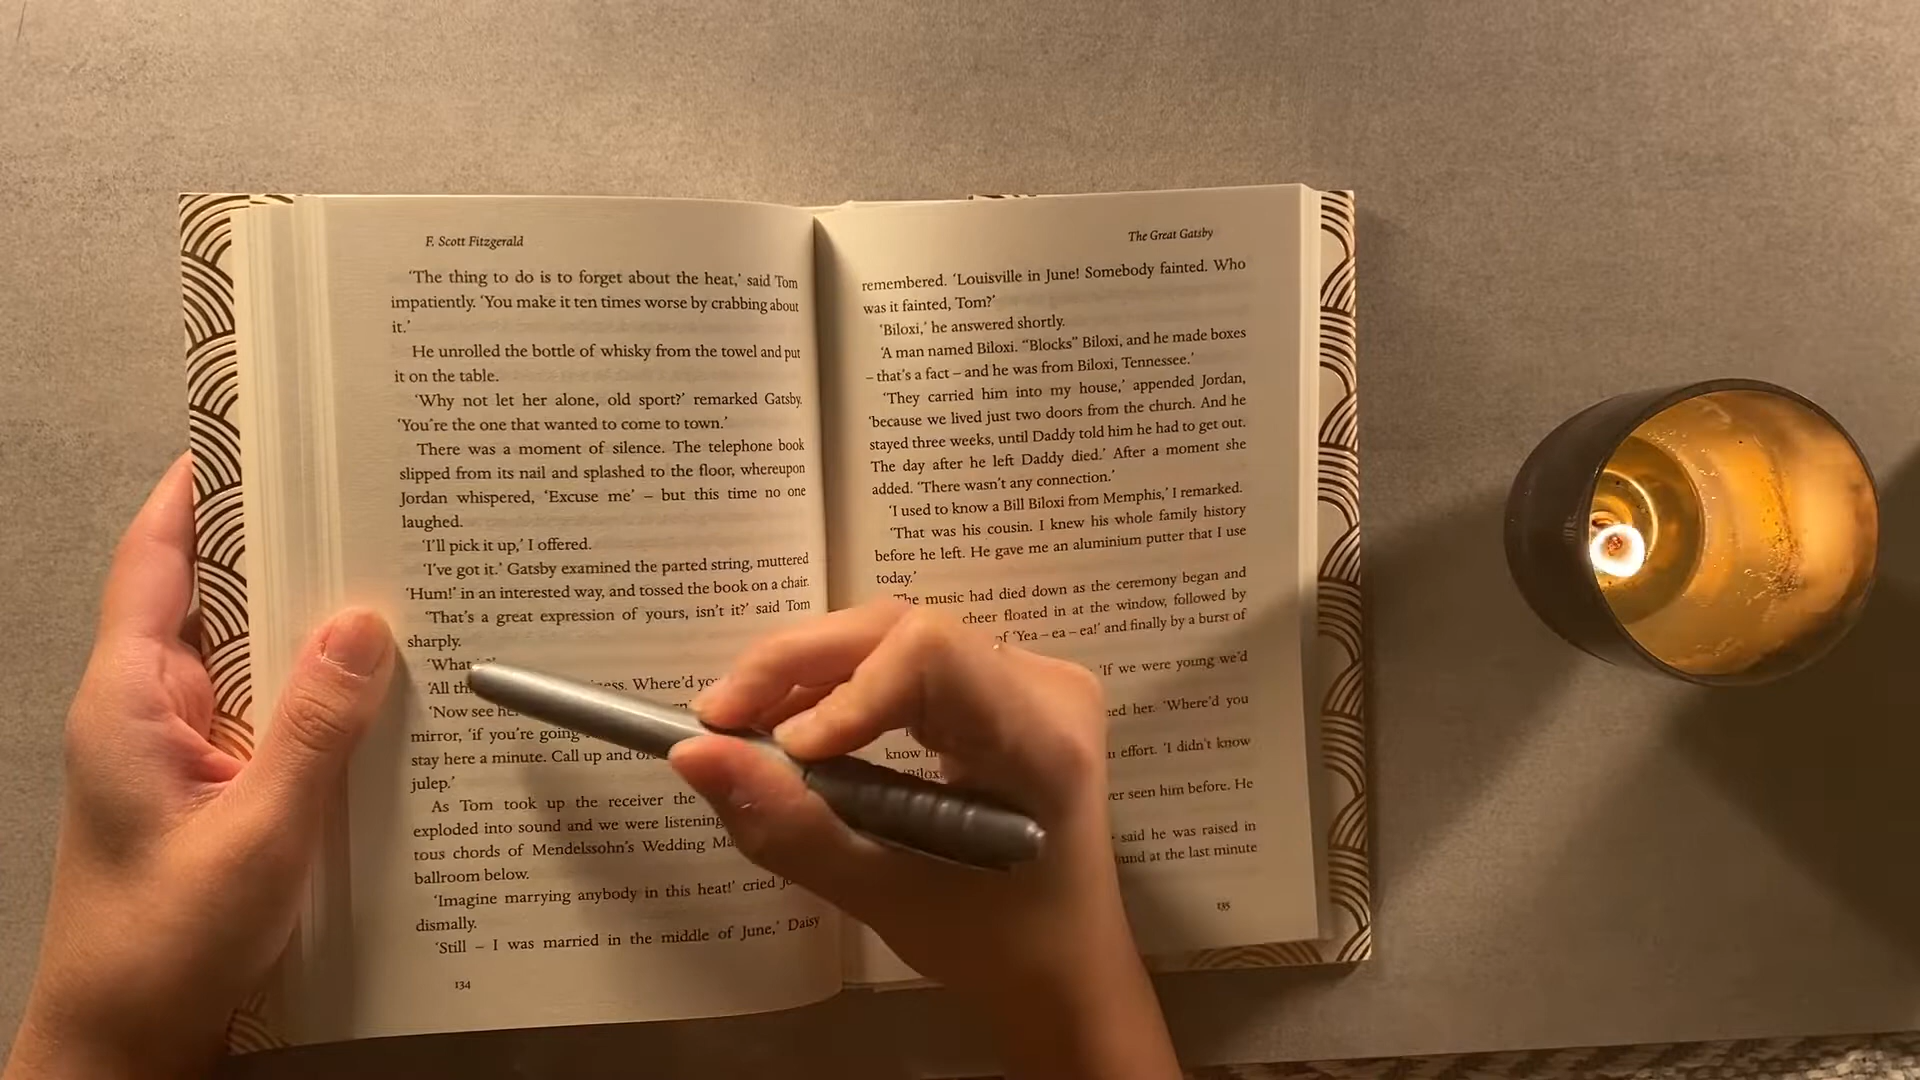 F. Scott Fitzgerald
‘The thing to do is to forget about the heat,’ said Tom
impatiently. ‘You make it ten times worse by crabbing about
it.’
He unrolled the bottle of whisky from the towel and put
it on the table.
‘Why not let her alone, old sport?’ remarked Gatsby.
‘You’re the one that wanted to come to town.’
There was a moment of silence. The telephone book
slipped from its nail and splashed to the floor, whereupon
Jordan whispered, ‘Excuse me’ – but this time no one
laughed.
‘I’ll pick it up,’ I offered.
‘I’ve got it.’ Gatsby examined the parted string, muttered
‘Hum!’ in an interested way, and tossed the book on a chair.
‘That’s a great expression of yours, isn’t it?’ said Tom
sharply.
‘What
‘All Where’d
‘Now see
mirror, ‘if you’re going
stay here a minute. Call up and
julep.’
As Tom took up the receiver the
exploded into sound and we were listening
tous chords of Mendelssohn’s Wedding
ballroom below.
‘Imagine marrying anybody in this heat!’ cried
dismally.
‘Still – I was married in the middle of June,’ Daisy
134
The Great Gatsby
remembered. ‘Louisville in June! Somebody fainted. Who
was it fainted, Tom?’
‘Biloxi,’ he answered shortly.
‘A man named Biloxi. “Blocks” Biloxi, and he made boxes
– that’s a fact – and he was from Biloxi, Tennessee.’
‘They carried him into my house,’ appended Jordan,
‘because we lived just two doors from the church. And he
stayed three weeks, until Daddy told him he had to get out.
The day after he left Daddy died.’ After a moment she
added. ‘There wasn’t any connection.’
‘I used to know a Bill Biloxi from Memphis,’ I remarked.
‘That was his cousin. I knew his whole family history
before he left. He gave me an aluminium putter that I use
today.’
The music had died down as the ceremony began and
cheer floated in at the window, followed by
of ‘Yea – ea – ea!’ and finally by a burst of
‘If we were young we’d
her. ‘Where’d you
know effort. ‘I didn’t know
‘Biloxi
seen him before. He
said he was raised in
at the last minute
135